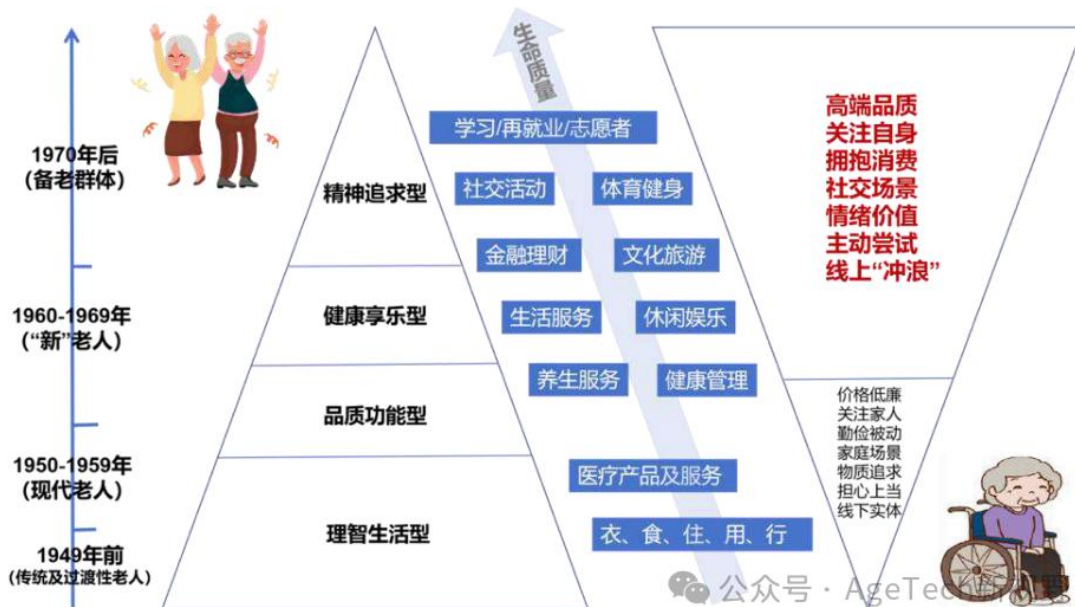 生命质量
1970年后
（备老群体）
1960-1969年
（“新”老人）
1950-1959年
（现代老人）
1949年前
（传统及过渡性老人）
精神追求型
健康享乐型
品质功能型
理智生活型
学习/再就业/志愿者
社交活动 体育健身
金融理财 文化旅游
生活服务 休闲娱乐
养生服务 健康管理
医疗产品及服务
衣、食、住、用、行
高端品质
关注自身
拥抱消费
社交场景
情绪价值
主动尝试
线上“冲浪”
价格低廉
关注家人
勤俭被动
家庭场景
物质追求
担心上当
线下实体
公众号 · AgeTech新